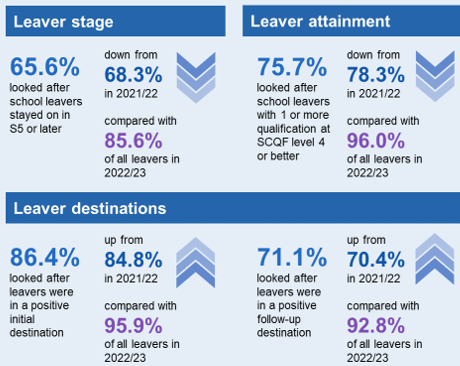 Leaver stage
65.6%
looked after
school leavers
stayed on in
S5 or later
down from
68.3%
in 2021/22
compared with
85.6%
of all leavers in
2022/23
Leaver attainment
75.7%
looked after
school leavers
with 1 or more
qualification at
SCQF level 4
or better
down from
78.3%
in 2021/22
compared with
96.0%
of all leavers in
2022/23
Leaver destinations
86.4%
looked after
leavers were
in a positive
initial
destination
up from
84.8%
in 2021/22
compared with
95.9%
of all leavers in
2022/23
71.1%
looked after
leavers were
in a positive
follow-up
destination
up from
70.4%
in 2021/22
compared with
92.8%
of all leavers in
2022/23